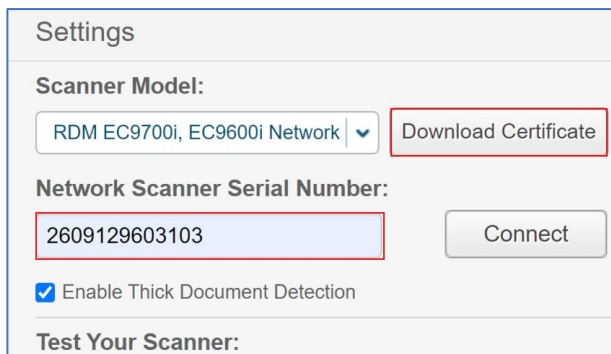 Settings
Scanner Model:
RDM EC9700i, EC9600i Network Download Certificate
Network Scanner Serial Number:
2609129603103 Connect
Enable Thick Document Detection
Test Your Scanner: